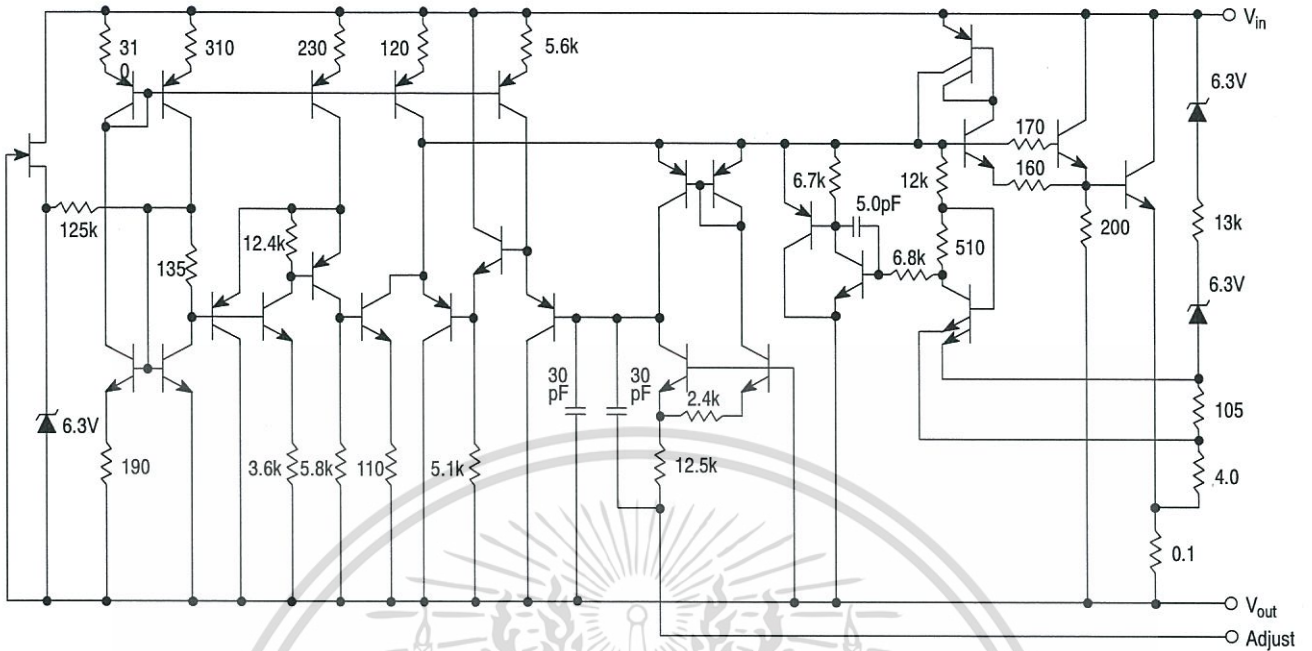 V_in
31
0
310
230
120
5.6k
6.3V
170
160
6.7k
12k
5.0pF
200
13k
125k
12.4k
510
6.8k
135
6.3V
30
pF
30
pF
2.4k
105
6.3V
190
3.6k
5.8k
110
5.1k
12.5k
4.0
0.1
V_out
Adjust